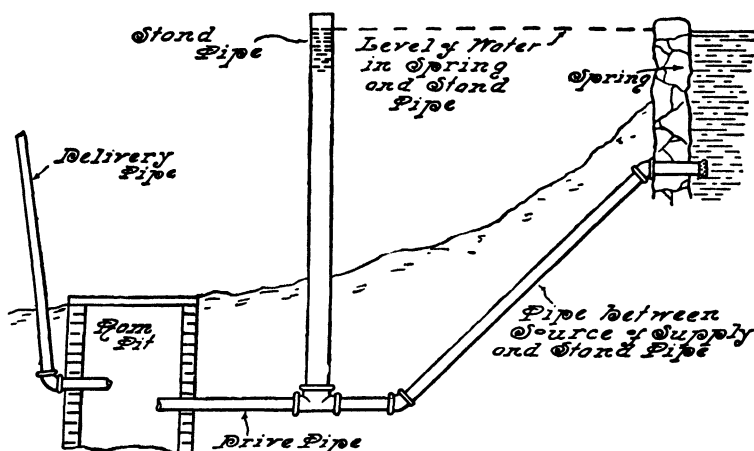 Stand
Pipe
Level of Water
in Spring
and Stand
Pipe
Spring
Delivery
Pipe
Ram
Pit
Pipe between
Source of Supply
and Stand Pipe
Drive Pipe